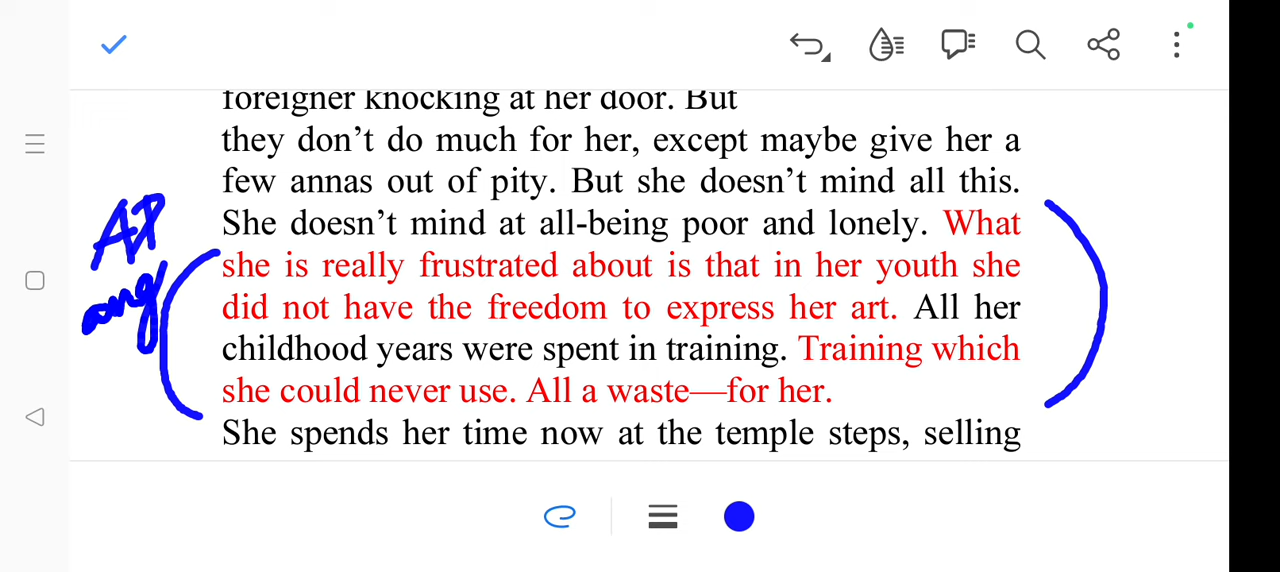 foreigner knocking at her door. But
they don’t do much for her, except maybe give her a
few annas out of pity. But she doesn’t mind all this.
She doesn’t mind at all-being poor and lonely. What
she is really frustrated about is that in her youth she
did not have the freedom to express her art. All her
childhood years were spent in training. Training which
she could never use. All a waste—for her.
She spends her time now at the temple steps, selling